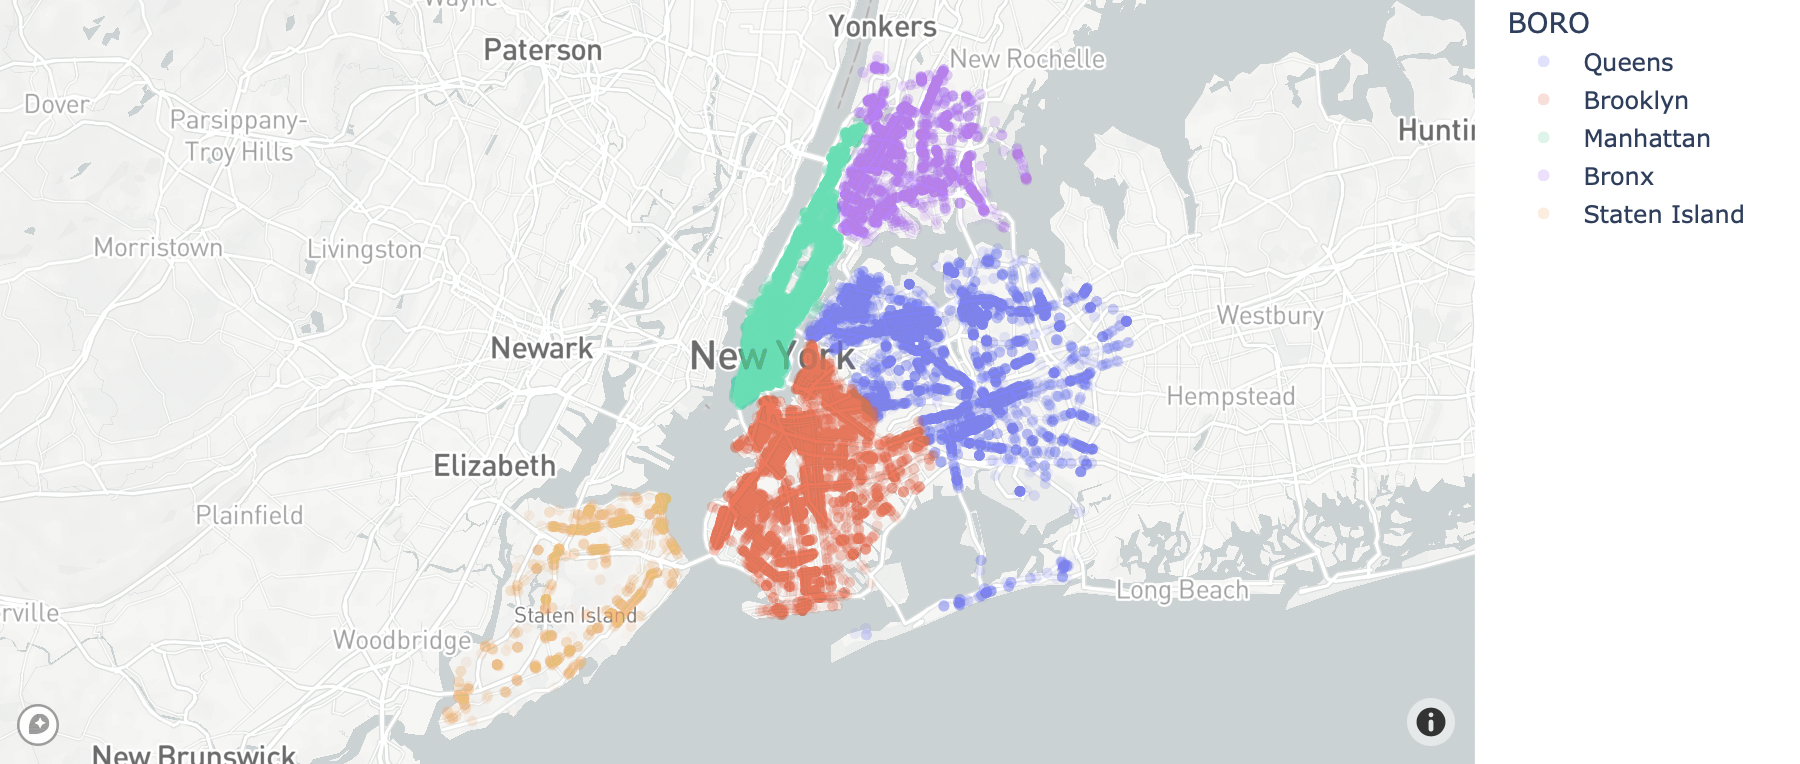 Wayne
Yonkers
Paterson
New Rochelle
Dover
Parsippany-
Troy Hills
Huntin
Morristown
Livingston
Westbury
Newark
New York
Hempstead
Elizabeth
Plainfield
Long Beach
rville
Staten Island
Woodbridge
New Brunswick
BORO
Queens
Brooklyn
Manhattan
Bronx
Staten Island